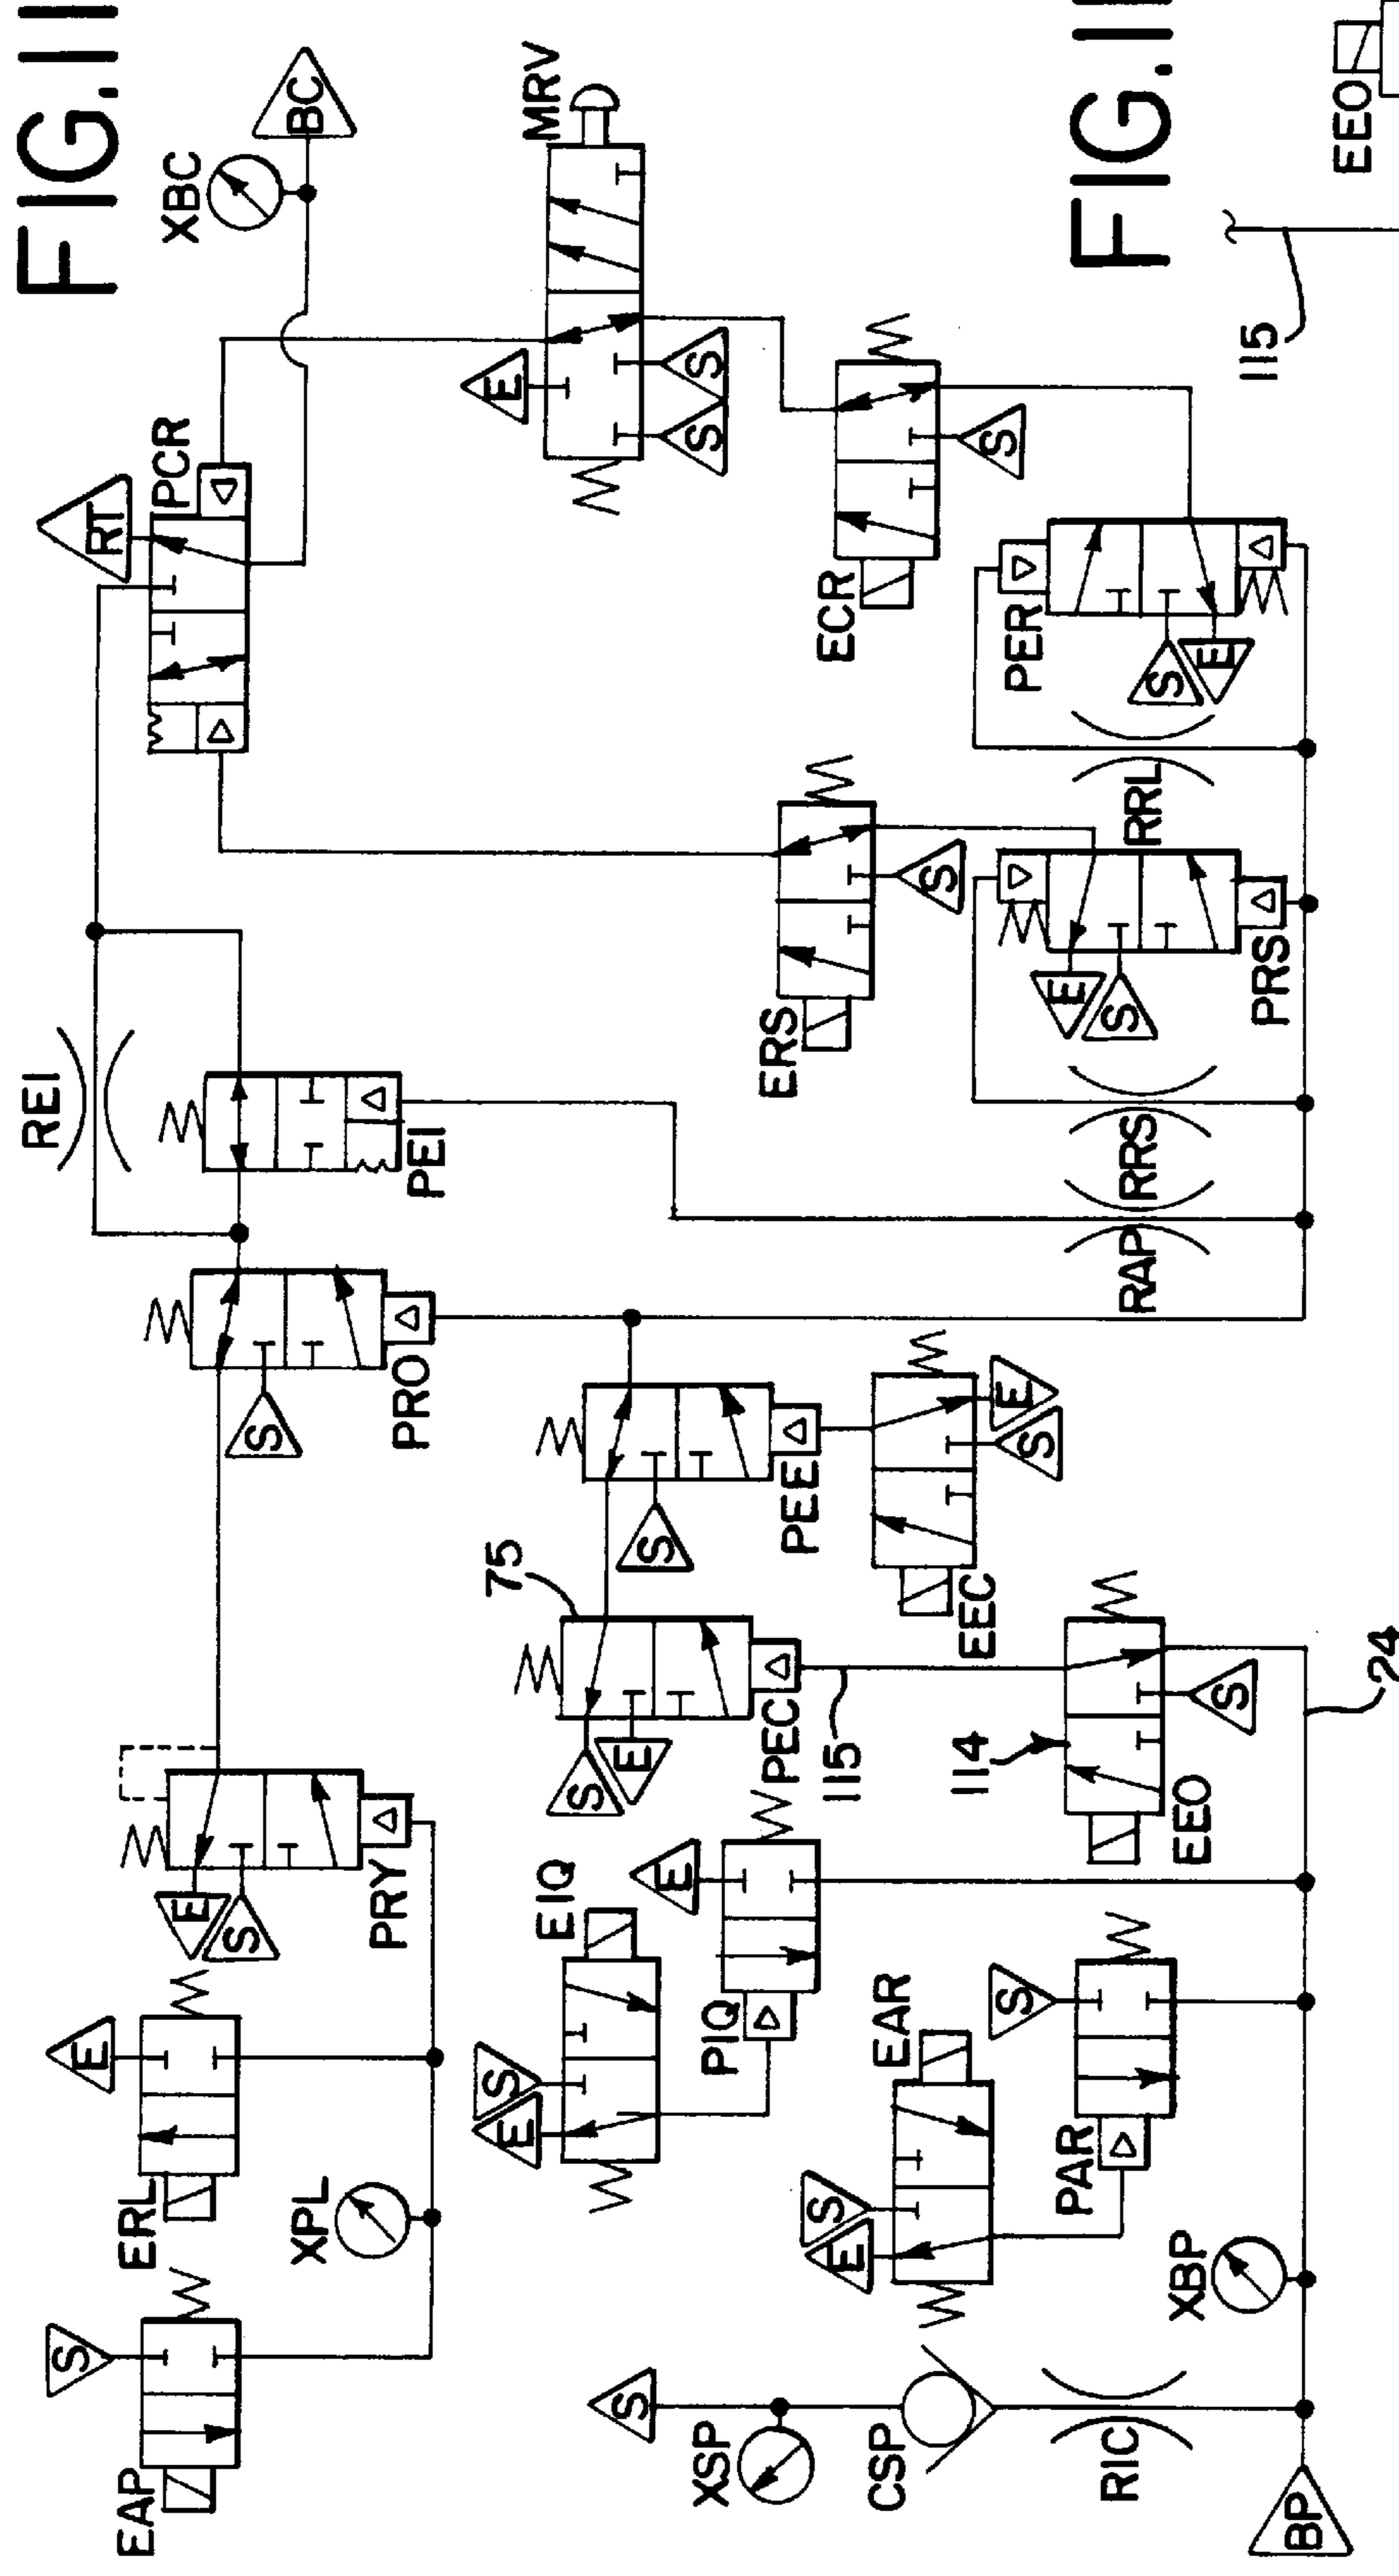 FIG. 11
XBC
BC
MRV
RT
PCR
E
S
S
ECR
S
PER
S
E
RRL
REI
PEI
ERS
S
E
S
PRS
RRS
RAP
PRO
S
PEE
S
EEC
E
S
75
PEC
S
E
115
114
EEO
S
24
PRY
E
S
ERL
E
XPL
EAP
S
EIQ
S
E
PIQ
E
EAR
S
E
PAR
S
XBP
S
XSP
CSP
RIC
BP
FIG. 11
EEO
115